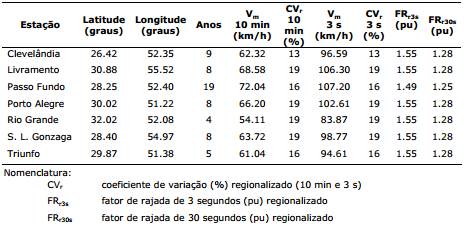 Estação Latitude (graus) Longitude (graus) Anos Vm 10 min (km/h) CVr 10 min (%) Vm 3 s (km/h) CVr 3 s (%) FRr3s (pu) FRr30s (pu)
Clevelândia 26.42 52.35 9 62.32 13 96.59 13 1.55 1.28
Livramento 30.88 55.52 8 68.58 19 106.30 19 1.55 1.28
Passo Fundo 28.25 52.40 19 72.04 16 107.20 16 1.49 1.25
Porto Alegre 30.02 51.22 8 66.20 19 102.61 19 1.55 1.28
Rio Grande 32.02 52.08 4 54.11 19 83.87 19 1.55 1.28
S. L. Gonzaga 28.40 54.97 8 63.72 19 98.77 19 1.55 1.28
Triunfo 29.87 51.38 5 61.04 16 94.61 16 1.55 1.28
Nomenclatura:
CVr coeficiente de variação (%) regionalizado (10 min e 3 s)
FRr3s fator de rajada de 3 segundos (pu) regionalizado
FRr30s fator de rajada de 30 segundos (pu) regionalizado